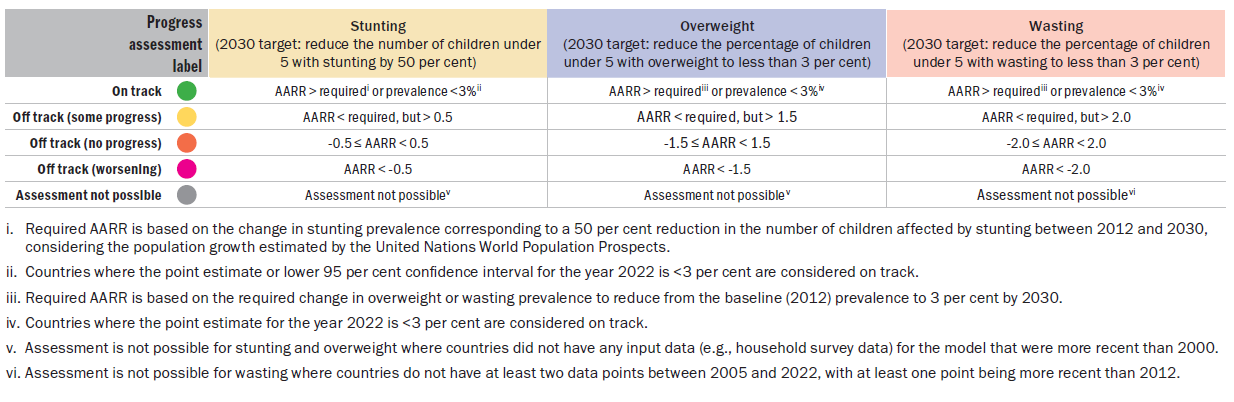 Progress assessment label Stunting (2030 target: reduce the number of children under 5 with stunting by 50 per cent) Overweight (2030 target: reduce the percentage of children under 5 with overweight to less than 3 per cent) Wasting (2030 target: reduce the percentage of children under 5 with wasting to less than 3 per cent)
On track AARR > requiredⁱ or prevalence <3%ⁱⁱ AARR > requiredⁱⁱⁱ or prevalence < 3%ⁱᵛ AARR > requiredⁱⁱⁱ or prevalence < 3%ⁱᵛ
Off track (some progress) AARR < required, but > 0.5 AARR < required, but > 1.5 AARR < required, but > 2.0
Off track (no progress) -0.5 ≤ AARR < 0.5 -1.5 ≤ AARR < 1.5 -2.0 ≤ AARR < 2.0
Off track (worsening) AARR < -0.5 AARR < -1.5 AARR < -2.0
Assessment not possible Assessment not possibleᵛ Assessment not possibleᵛ Assessment not possibleᵛⁱ
i. Required AARR is based on the change in stunting prevalence corresponding to a 50 per cent reduction in the number of children affected by stunting between 2012 and 2030,
considering the population growth estimated by the United Nations World Population Prospects.
ii. Countries where the point estimate or lower 95 per cent confidence interval for the year 2022 is <3 per cent are considered on track.
iii. Required AARR is based on the required change in overweight or wasting prevalence to reduce from the baseline (2012) prevalence to 3 per cent by 2030.
iv. Countries where the point estimate for the year 2022 is <3 per cent are considered on track.
v. Assessment is not possible for stunting and overweight where countries did not have any input data (e.g., household survey data) for the model that were more recent than 2000.
vi. Assessment is not possible for wasting where countries do not have at least two data points between 2005 and 2022, with at least one point being more recent than 2012.